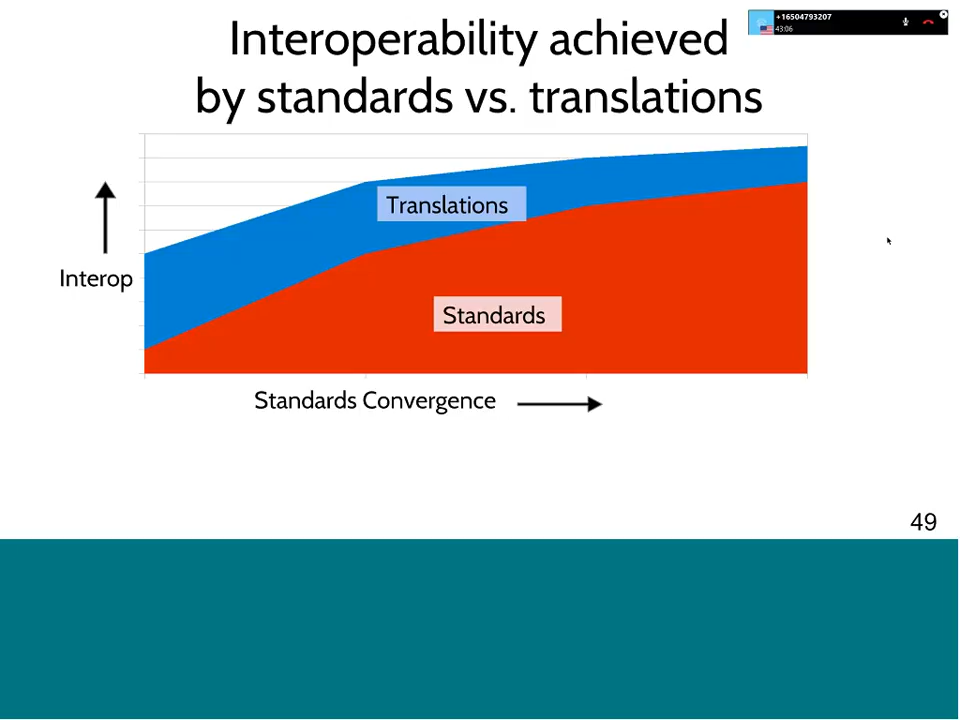 Interoperability achieved
by standards vs. translations
+16504793207
43:06
Translations
Interop
Standards
Standards Convergence
49